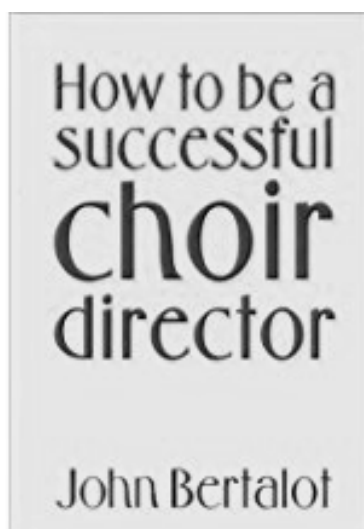 How to be a
successful
choir
director
John Bertalot